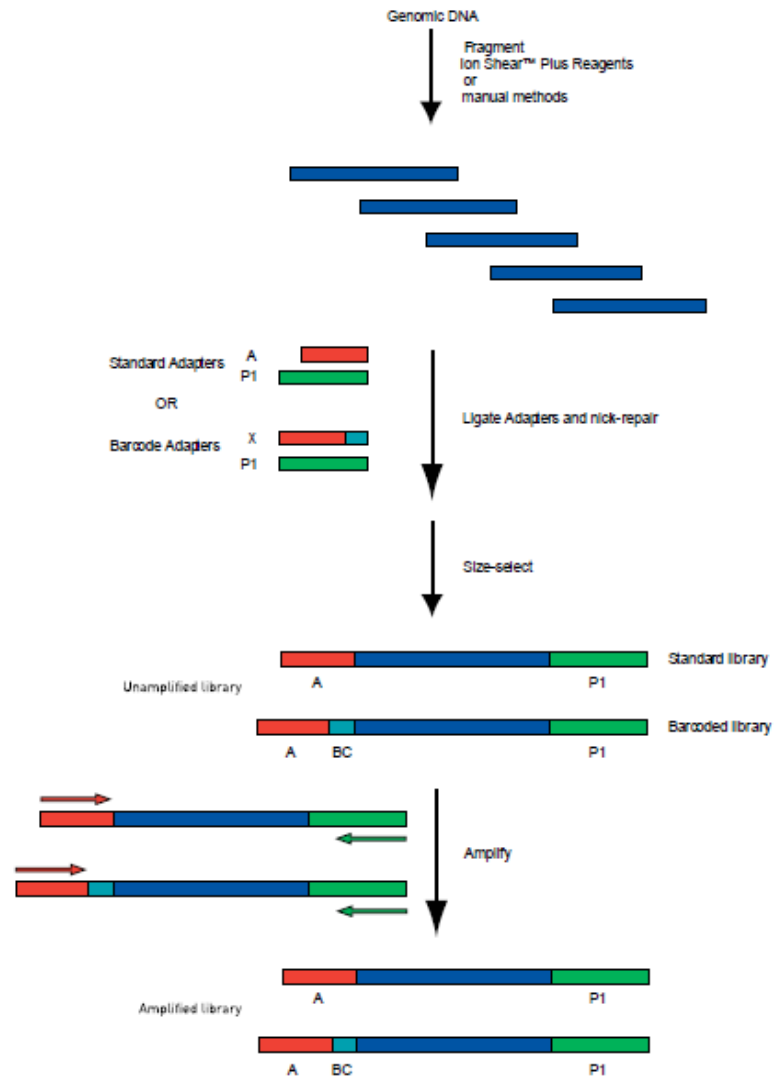 Genomic DNA
Fragment
Ion Shear™ Plus Reagents
or
manual methods
Standard Adapters
A
P1
OR
Barcode Adapters
X
P1
Ligate Adapters and nick-repair
Size-select
Unamplified library
Standard library
A P1
Barcoded library
A BC P1
Amplify
Amplified library
A P1
A BC P1